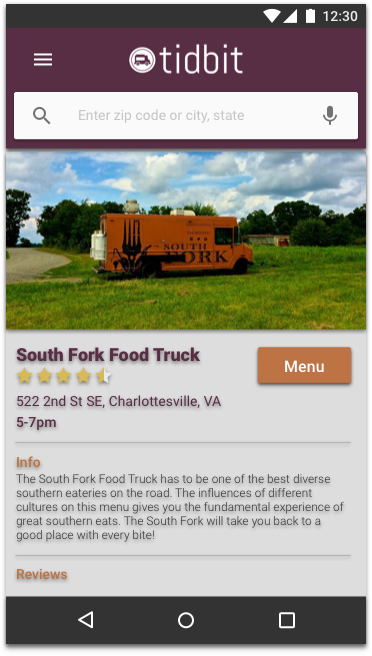 12:30
tidbit
Enter zip code or city, state
SOUTH
FORK
South Fork Food Truck
Menu
522 2nd St SE, Charlottesville, VA
5-7pm
Info
The South Fork Food Truck has to be one of the best diverse
southern eateries on the road. The influences of different
cultures on this menu gives you the fundamental experience of
great southern eats. The South Fork will take you back to a
good place with every bite!
Reviews